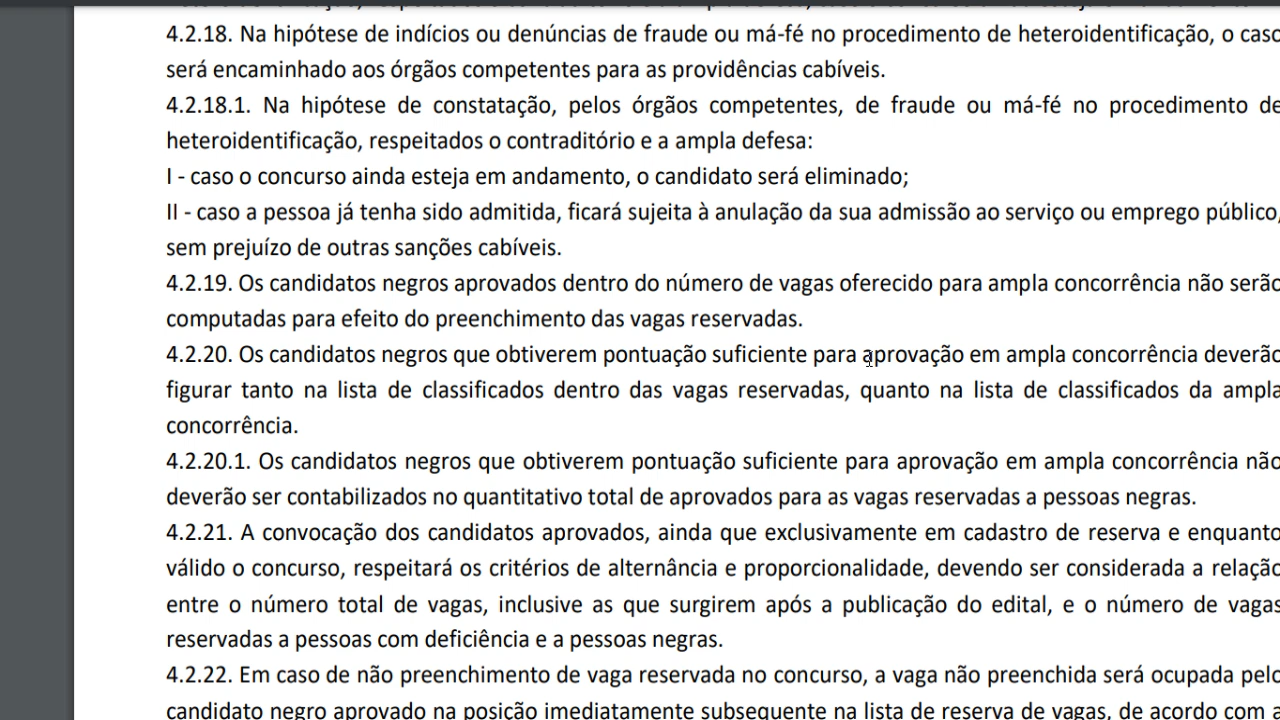 4.2.18. Na hipótese de indícios ou denúncias de fraude ou má-fé no procedimento de heteroidentificação, o caso
será encaminhado aos órgãos competentes para as providências cabíveis.
4.2.18.1. Na hipótese de constatação, pelos órgãos competentes, de fraude ou má-fé no procedimento de
heteroidentificação, respeitados o contraditório e a ampla defesa:
I - caso o concurso ainda esteja em andamento, o candidato será eliminado;
II - caso a pessoa já tenha sido admitida, ficará sujeita à anulação da sua admissão ao serviço ou emprego público,
sem prejuízo de outras sanções cabíveis.
4.2.19. Os candidatos negros aprovados dentro do número de vagas oferecido para ampla concorrência não serão
computadas para efeito do preenchimento das vagas reservadas.
4.2.20. Os candidatos negros que obtiverem pontuação suficiente para aprovação em ampla concorrência deverão
figurar tanto na lista de classificados dentro das vagas reservadas, quanto na lista de classificados da ampla
concorrência.
4.2.20.1. Os candidatos negros que obtiverem pontuação suficiente para aprovação em ampla concorrência não
deverão ser contabilizados no quantitativo total de aprovados para as vagas reservadas a pessoas negras.
4.2.21. A convocação dos candidatos aprovados, ainda que exclusivamente em cadastro de reserva e enquanto
válido o concurso, respeitará os critérios de alternância e proporcionalidade, devendo ser considerada a relação
entre o número total de vagas, inclusive as que surgirem após a publicação do edital, e o número de vagas
reservadas a pessoas com deficiência e a pessoas negras.
4.2.22. Em caso de não preenchimento de vaga reservada no concurso, a vaga não preenchida será ocupada pelo
candidato negro aprovado na posição imediatamente subsequente na lista de reserva de vagas, de acordo com a